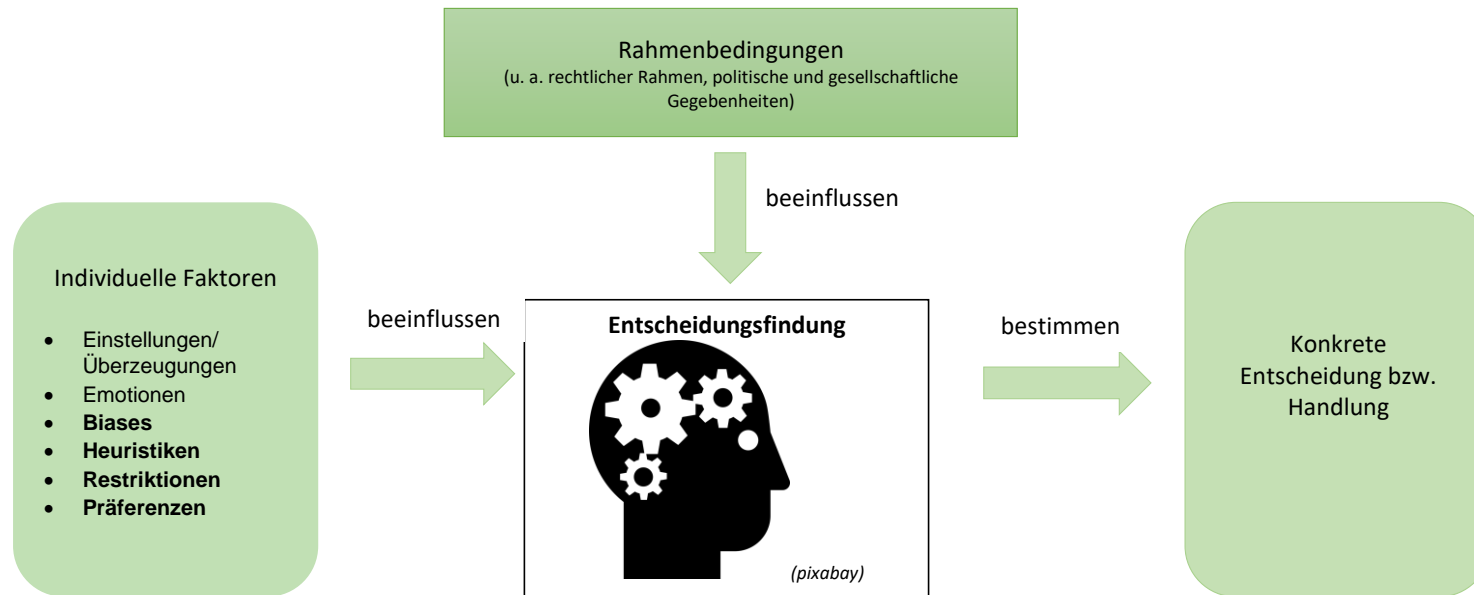 Rahmenbedingungen
(u. a. rechtlicher Rahmen, politische und gesellschaftliche
Gegebenheiten)
beeinflussen
Individuelle Faktoren
• Einstellungen/
Überzeugungen
• Emotionen
• Biases
• Heuristiken
• Restriktionen
• Präferenzen
beeinflussen
Entscheidungsfindung
(pixabay)
bestimmen
Konkrete
Entscheidung bzw.
Handlung